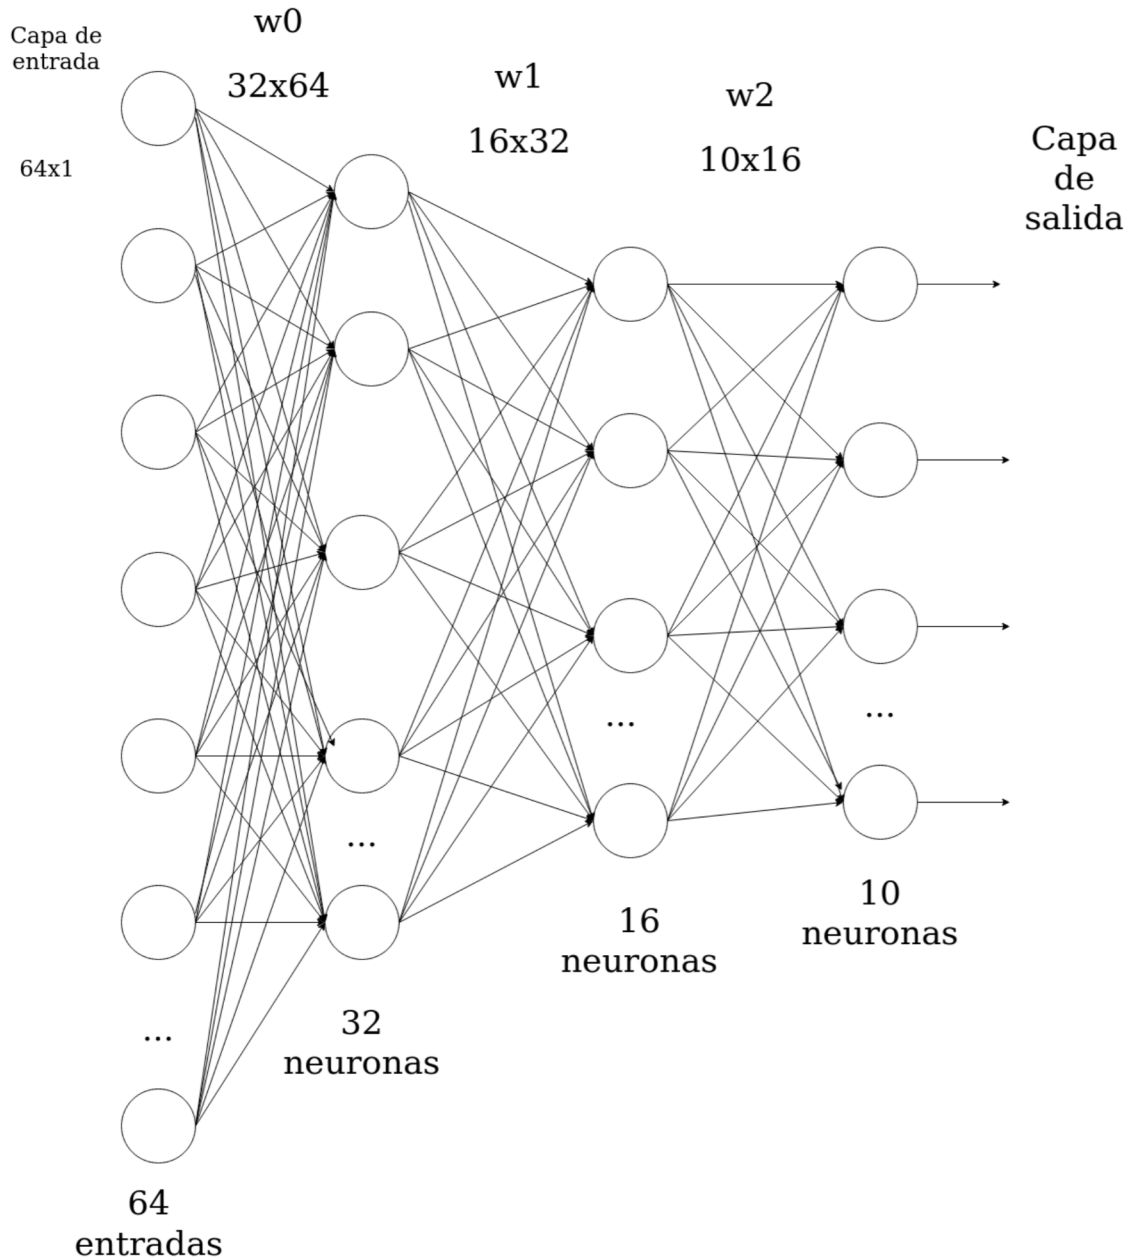 Capa de
entrada
64x1
w0
32x64
w1
16x32
w2
10x16
Capa
de
salida
...
...
...
...
64
entradas
32
neuronas
16
neuronas
10
neuronas